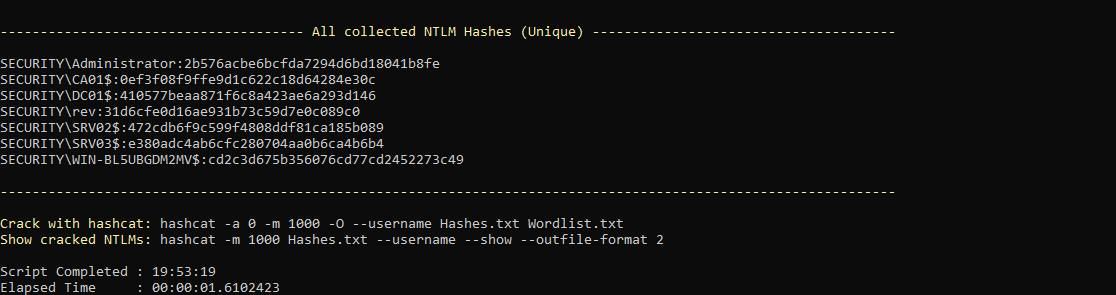 -------------------------------------- All collected NTLM Hashes (Unique) --------------------------------------
SECURITY\Administrator:2b576acbe6bcfda7294d6bd18041b8fe
SECURITY\CA01$:0ef3f08f9ffe9d1c622c18d64284e30c
SECURITY\DC01$:410577beaa871f6c8a423ae6a293d146
SECURITY\rev:31d6cfe0d16ae931b73c59d7e0c089c0
SECURITY\SRV02$:472cdb6f9c599f4808ddf81ca185b089
SECURITY\SRV03$:e380adc4ab6cfc280704aa0b6ca4b6b4
SECURITY\WIN-BL5UBGDM2MV$:cd2c3d675b356076cd77cd2452273c49
----------------------------------------------------------------------------------------------------------------
Crack with hashcat: hashcat -a 0 -m 1000 -O --username Hashes.txt Wordlist.txt
Show cracked NTLMs: hashcat -m 1000 Hashes.txt --username --show --outfile-format 2
Script Completed : 19:53:19
Elapsed Time     : 00:00:01.6102423